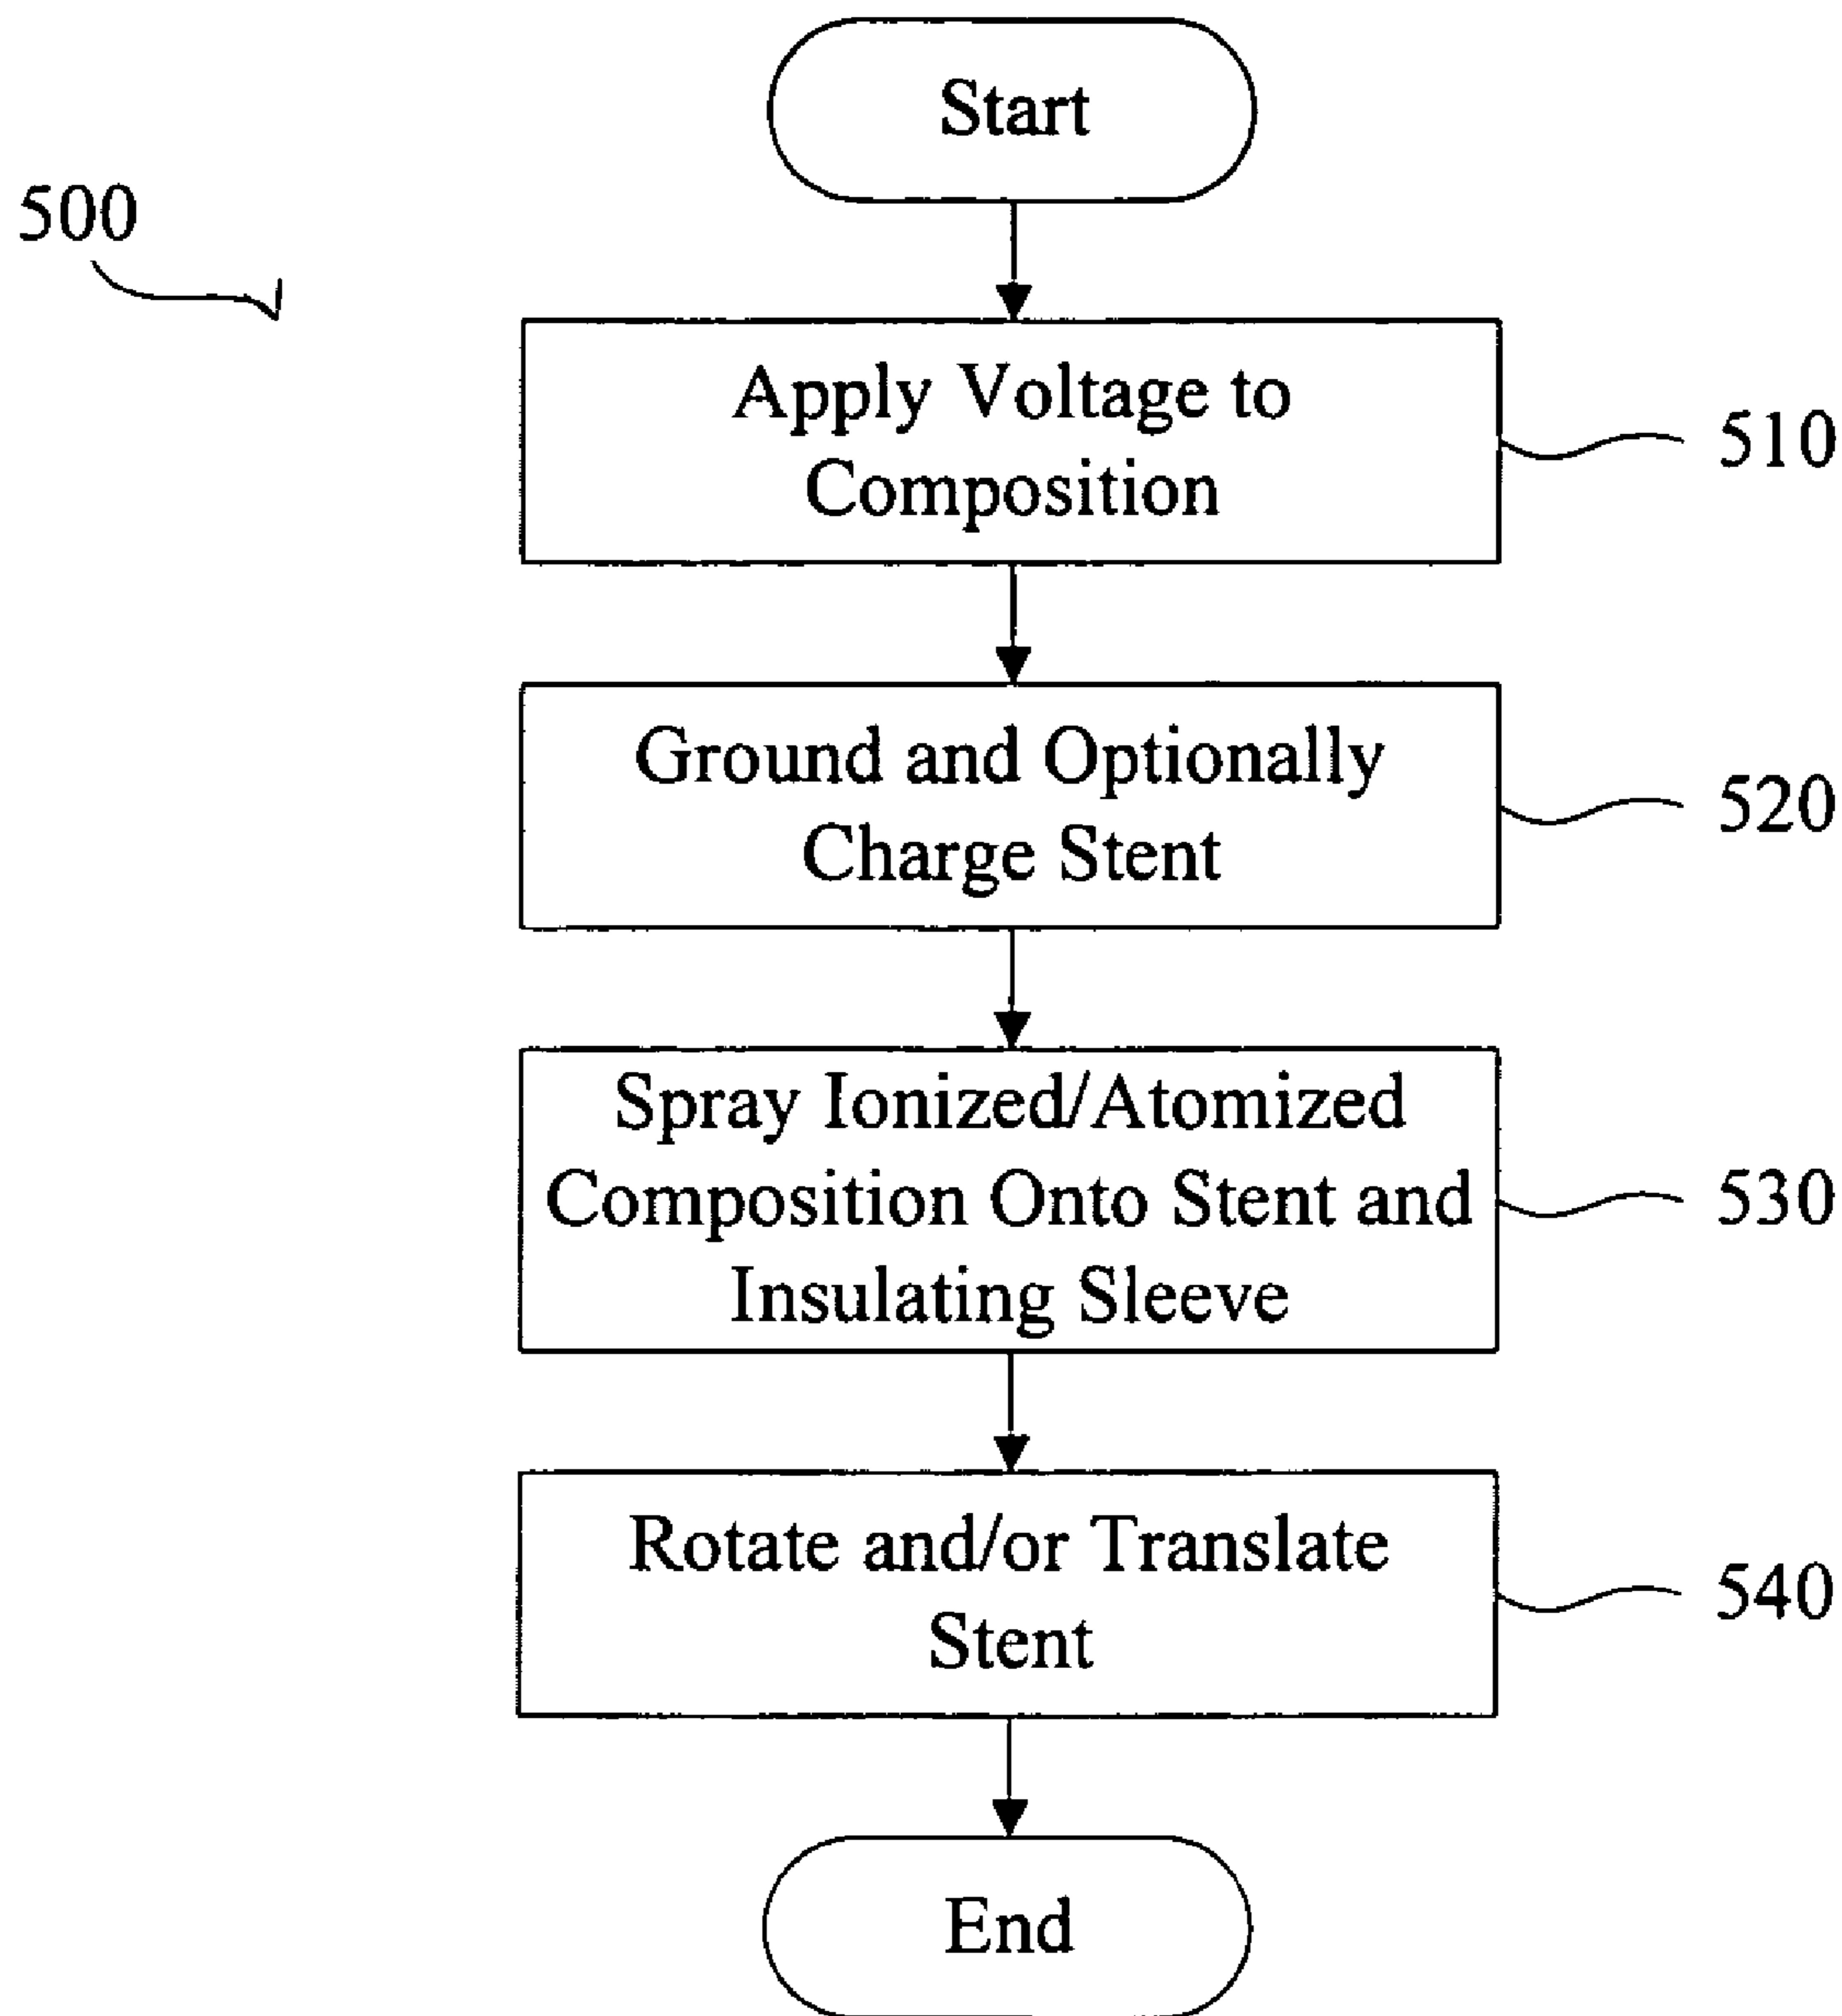 Start
500
Apply Voltage to
Composition
510
Ground and Optionally
Charge Stent
520
Spray Ionized/Atomized
Composition Onto Stent and
Insulating Sleeve
530
Rotate and/or Translate
Stent
540
End